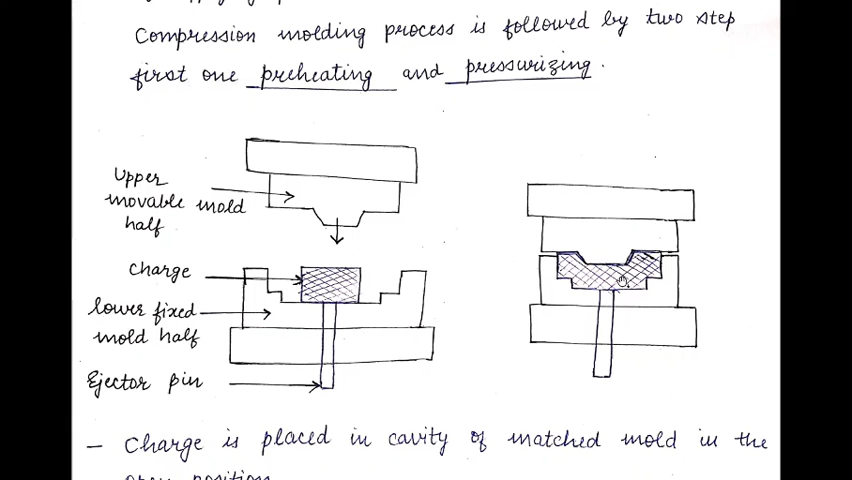 Compression molding process is followed by two step
first one preheating and pressurizing.
Upper
movable mold
half
charge
lower fixed
mold half
Ejector pin
- Charge is placed in cavity of matched mold in the